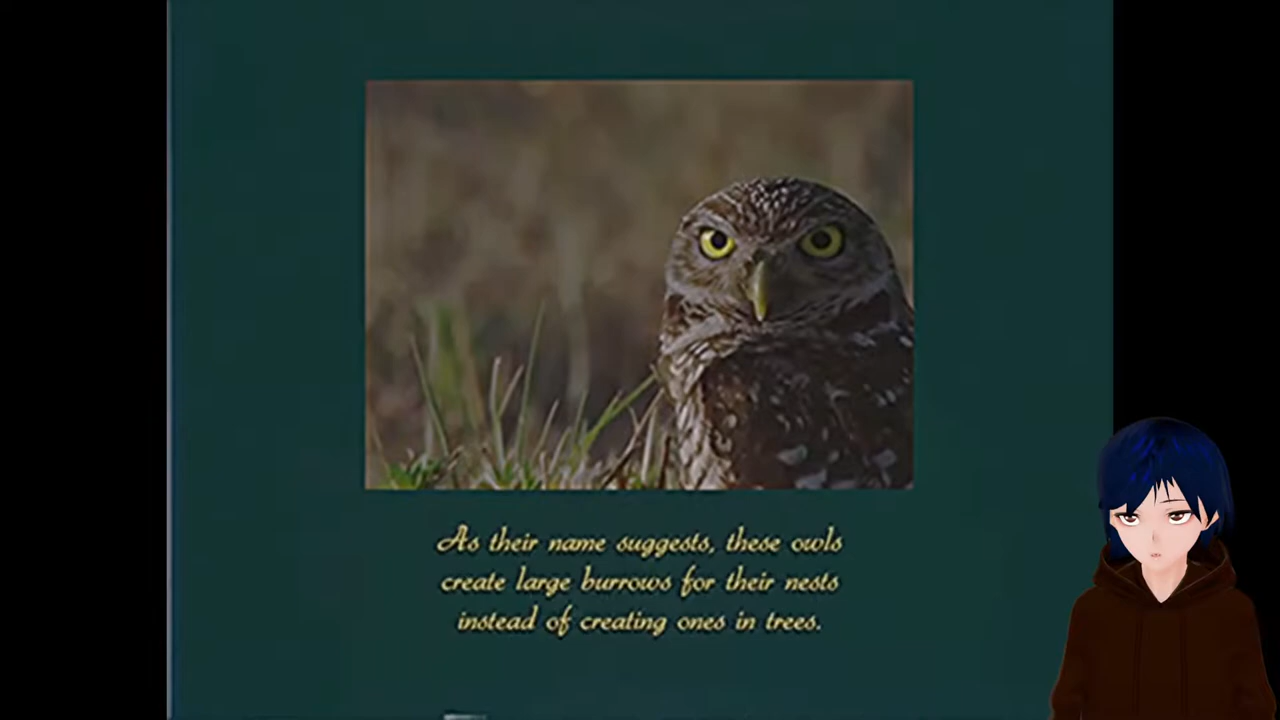 As their name suggests, these owls
create large burrows for their nests
instead of creating ones in trees.